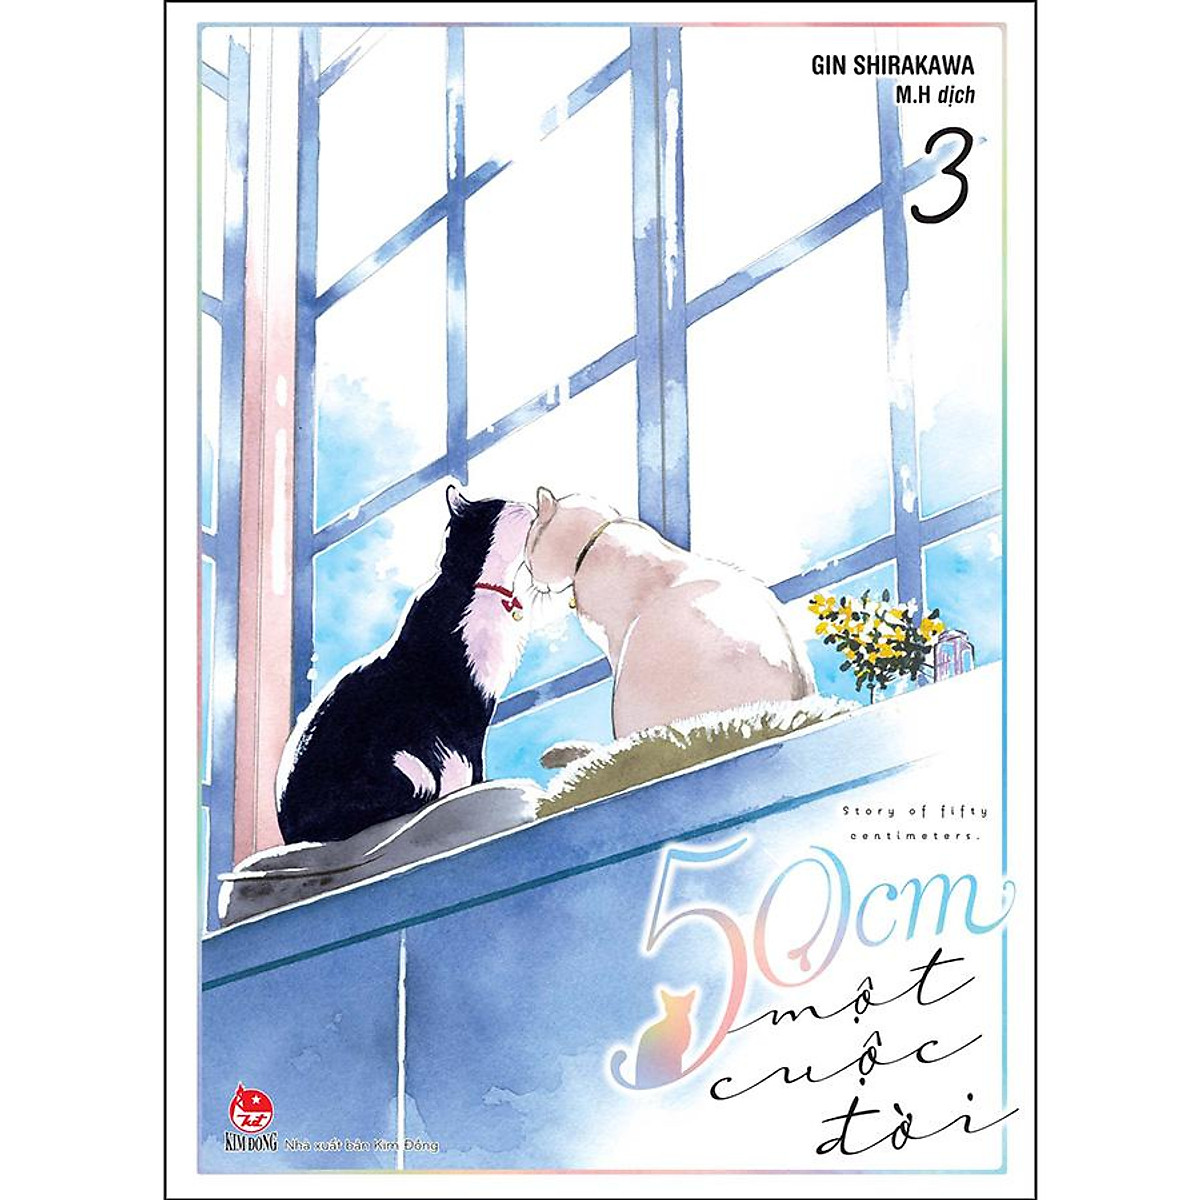 GIN SHIRAKAWA
M.H dịch
3
Story of fifty
centimeters.
50cm
một
cuộc
đời
KIM ĐỒNG
Nhà xuất bản Kim Đồng